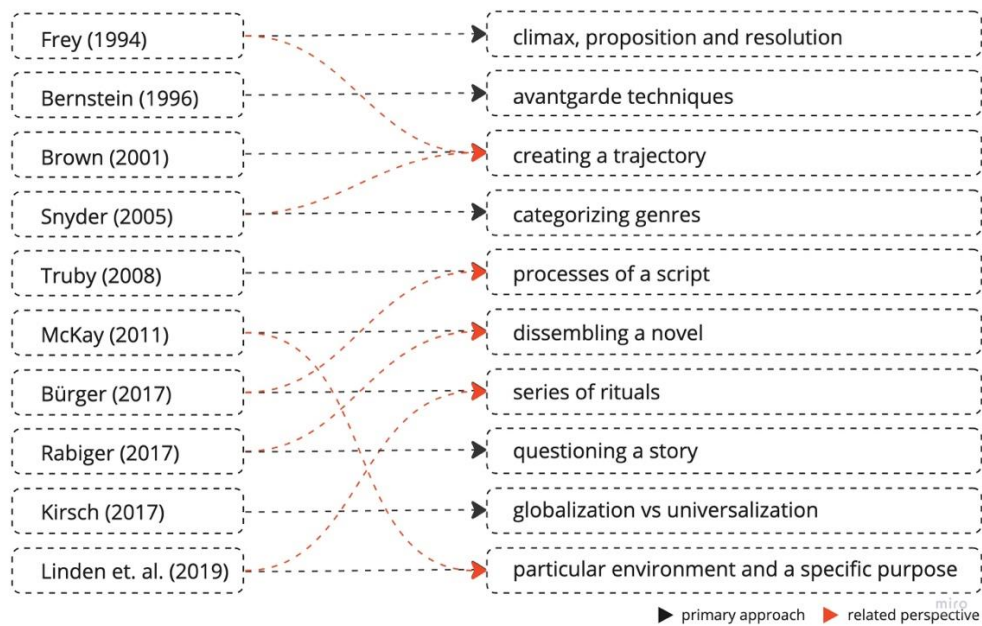 Frey (1994)
climax, proposition and resolution
Bernstein (1996)
avantgarde techniques
Brown (2001)
creating a trajectory
Snyder (2005)
categorizing genres
Truby (2008)
processes of a script
McKay (2011)
dissembling a novel
Bürger (2017)
series of rituals
Rabiger (2017)
questioning a story
Kirsch (2017)
globalization vs universalization
Linden et. al. (2019)
particular environment and a specific purpose
miro
primary approach
related perspective